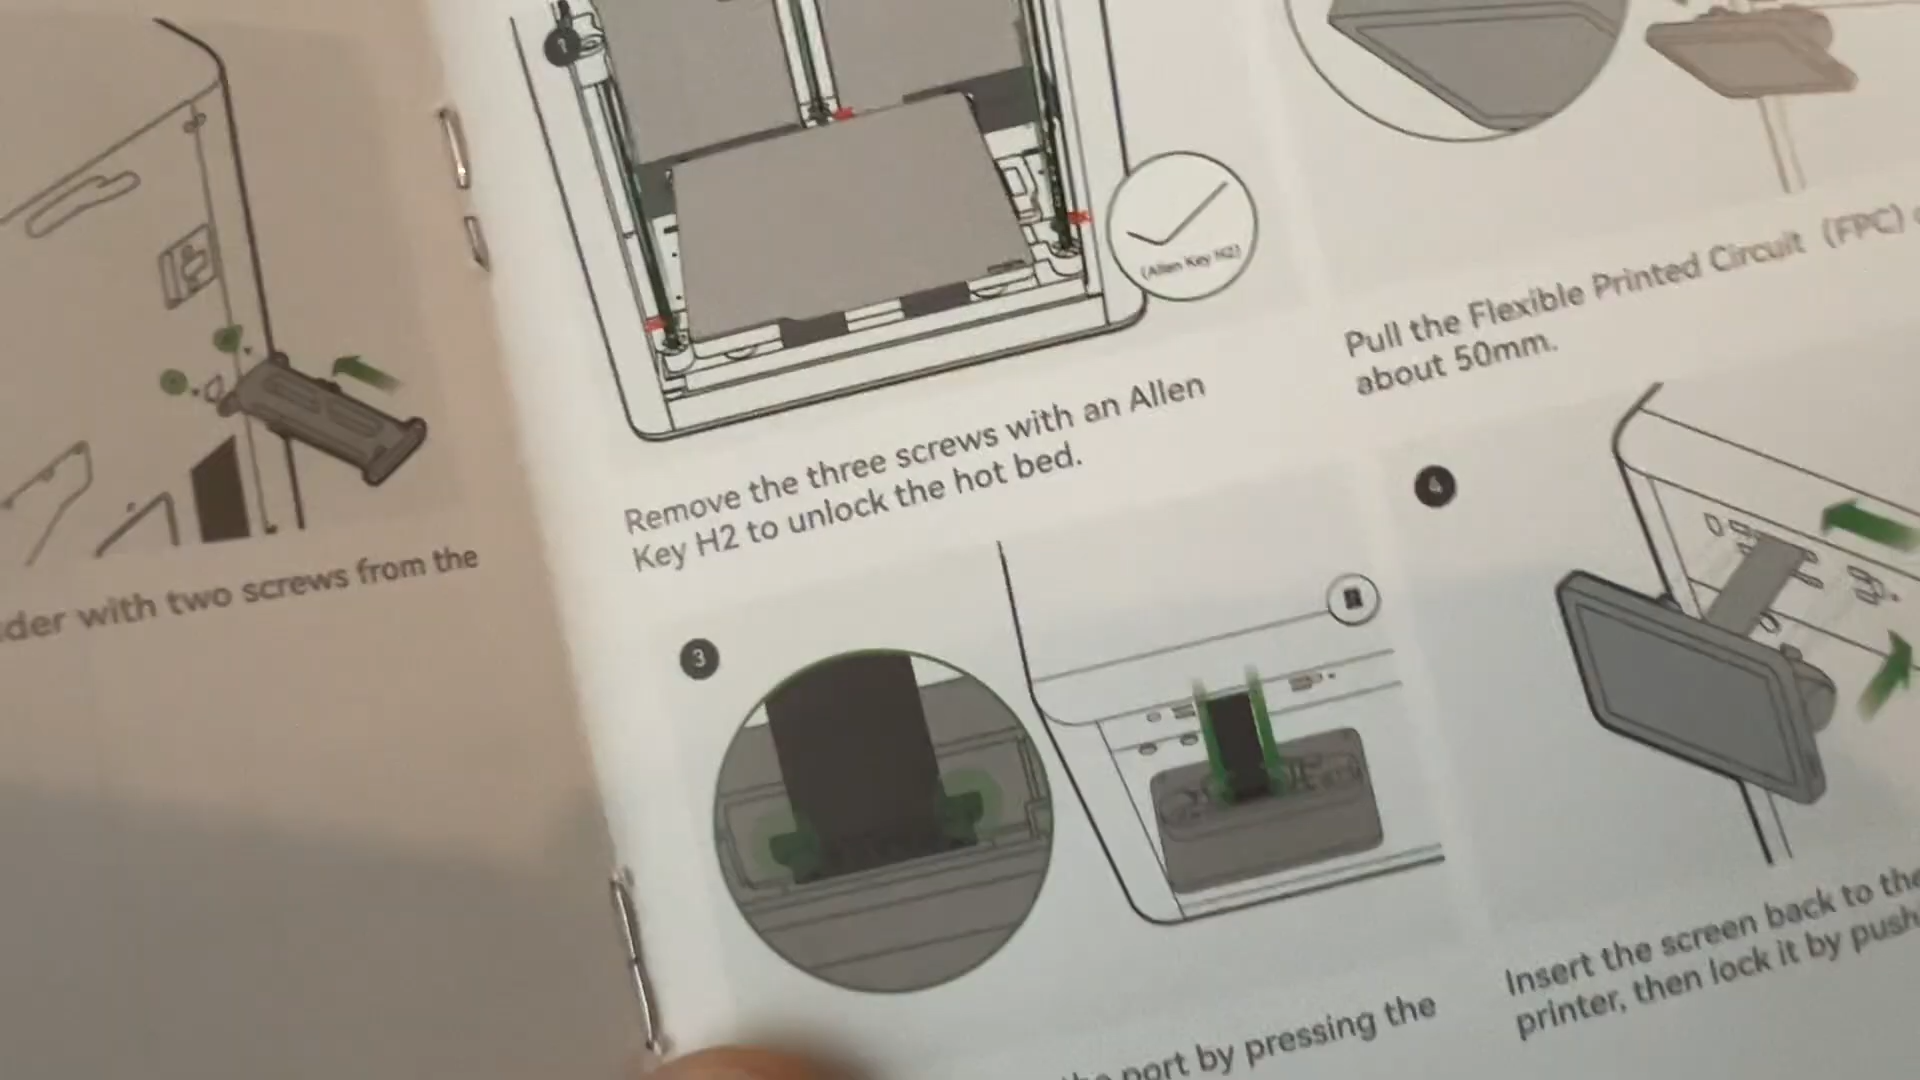 der with two screws from the
1
(Allen Key H2)
Remove the three screws with an Allen
Key H2 to unlock the hot bed.
Pull the Flexible Printed Circuit (FPC)
about 50mm.
3
port by pressing the
4
Insert the screen back to the
printer, then lock it by push